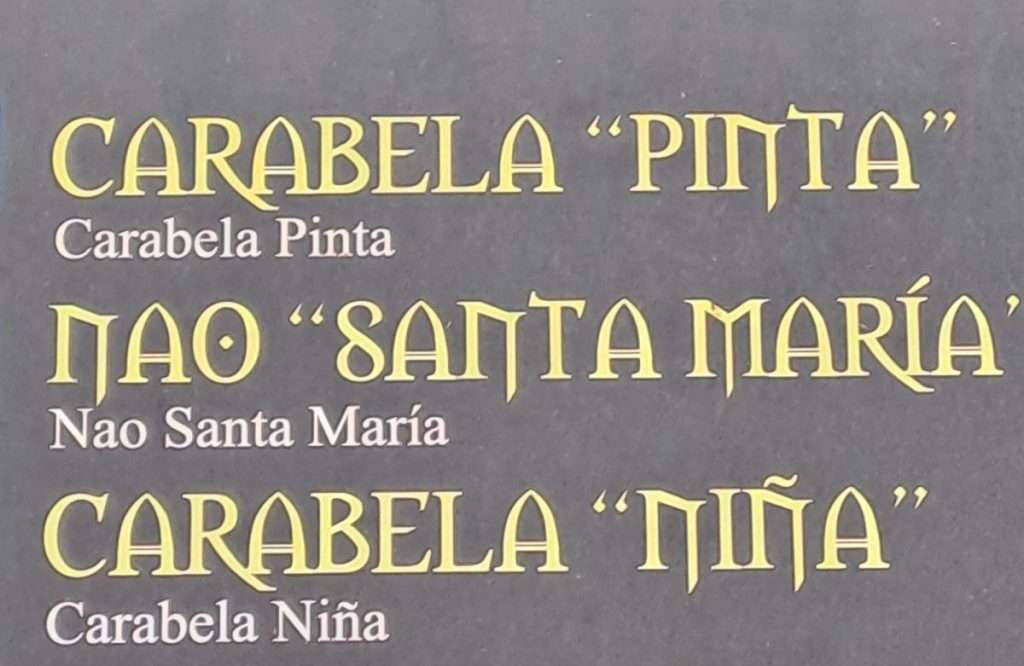 CARABELA “PINTA”
Carabela Pinta
NAO “SANTA MARÍA’
Nao Santa María
CARABELA “NIÑA”
Carabela Niña